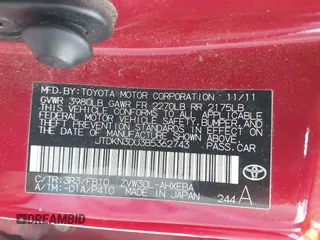 MFD. BY: TOYOTA MOTOR CORPORATION 11/11
GVWR 3980LB GAWR FR 2270LB RR 2175LB
THIS VEHICLE CONFORMS TO ALL APPLICABLE
FEDERAL MOTOR VEHICLE SAFETY, BUMPER,
AND THEFT PREVENTION STANDARDS IN EFFECT
ON THE DATE OF MANUFACTURE SHOWN ABOVE.
JTDKN3DU3B5362743 PASS.CAR
C/TR: 3R3/FB10 ZVW30L-AHXEBA
A/TM: -01A/P410 MADE IN JAPAN 244 A
TOYOTA
DREAMBID